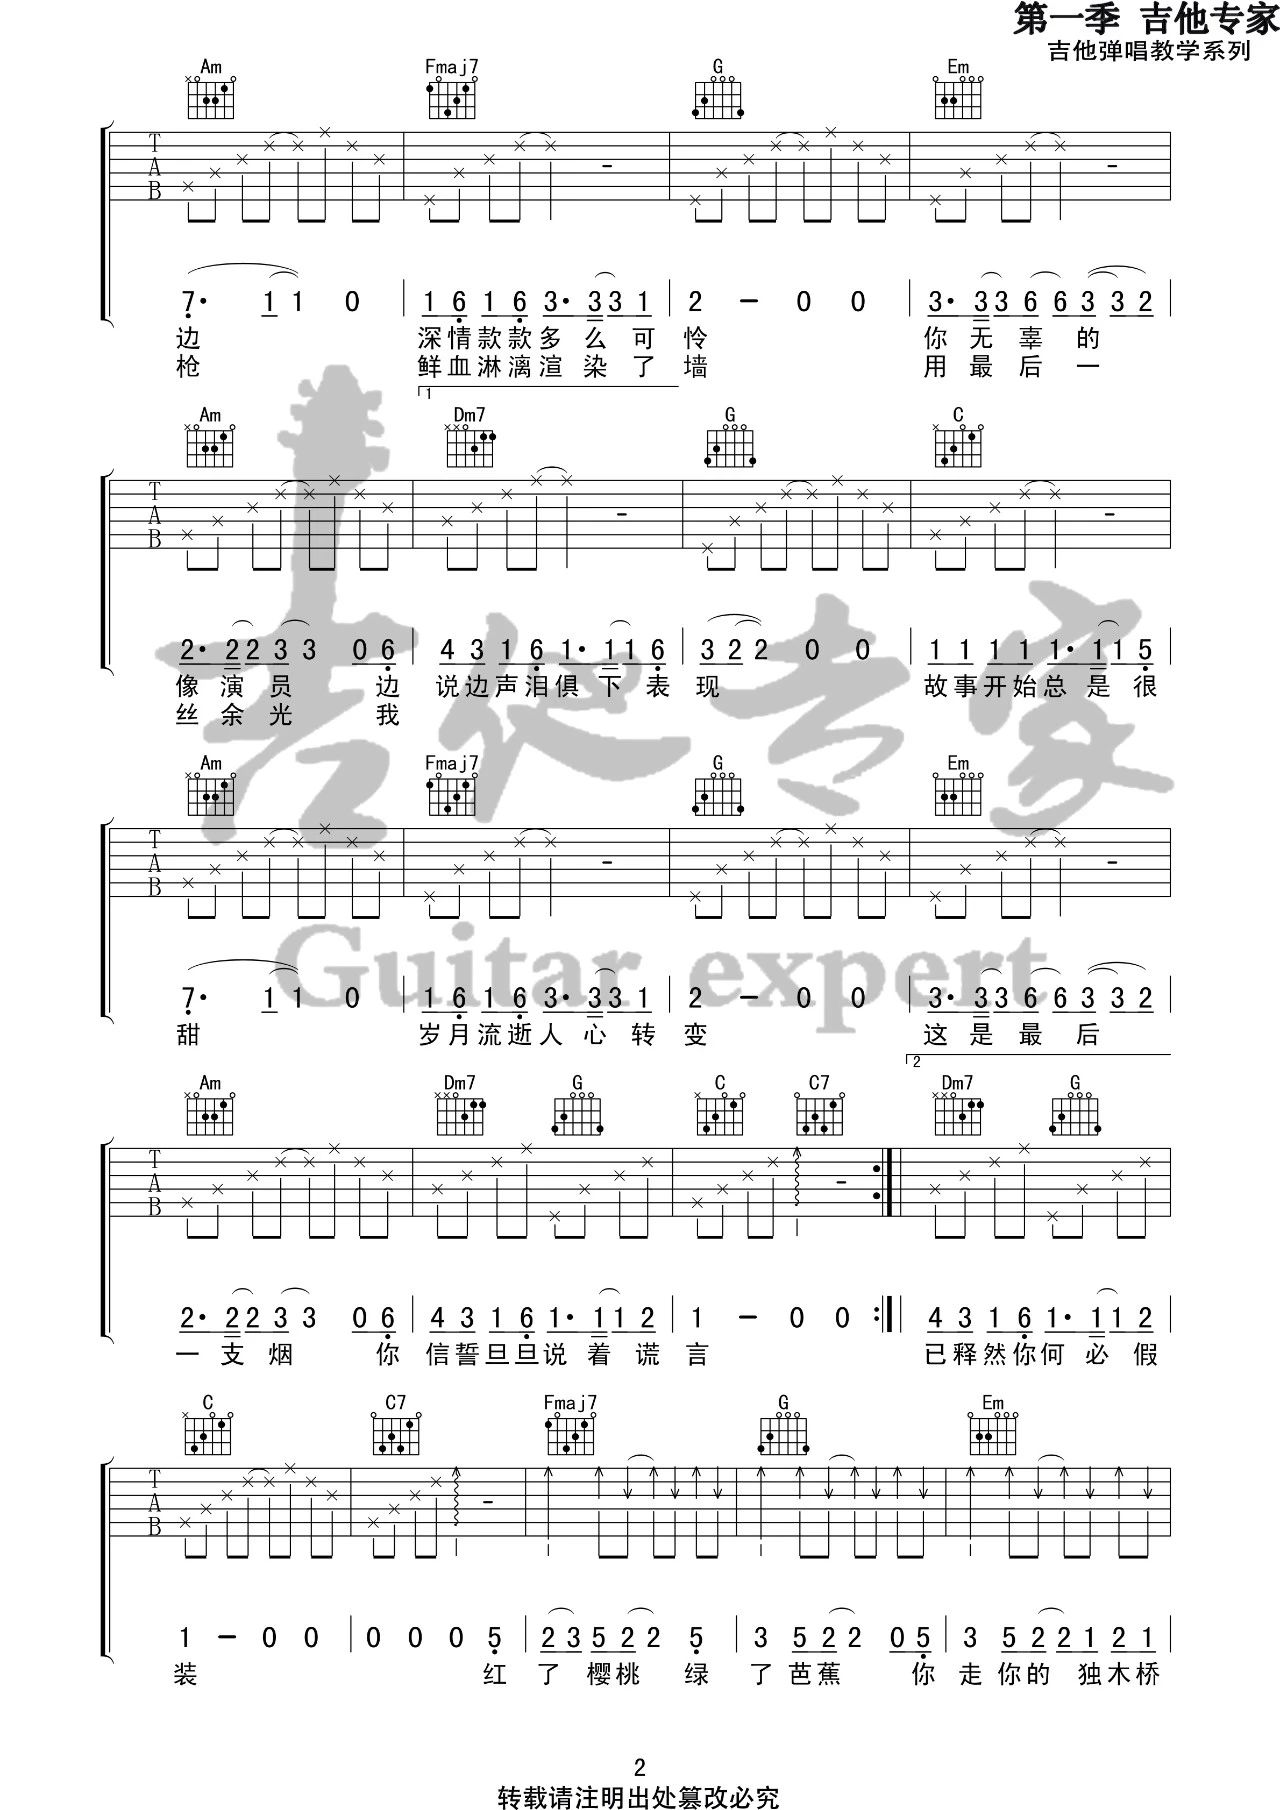 第一季 吉他专家
吉他弹唱教学系列
Am Fmaj7 G Em
T
A
B
7· 1 1 0 1 6 1 6 3· 3 3 1 2 - 0 0 3· 3 3 6 6 3 3 2
边 深情款款多么可怜 你无辜的
枪 鲜血淋漓渲染了墙 用最后一
1
Am Dm7 G C
T
A
B
2· 2 2 3 3 0 6 4 3 1 6 1· 1 1 6 3 2 2 0 0 1 1 1 1 1· 1 1 5
像演员 边 说边声泪俱下表现 故事开始总是很
丝余光 我
吉他专家
Am Fmaj7 G Em
T
A
B
Guitar expert
7· 1 1 0 1 6 1 6 3· 3 3 1 2 - 0 0 3· 3 3 6 6 3 3 2
甜 岁月流逝人心转变 这是最后
2
Am Dm7 G C C7 Dm7 G
T
A
B
2· 2 2 3 3 0 6 4 3 1 6 1· 1 1 2 1 - 0 0 4 3 1 6 1· 1 1 2
一支烟 你 信誓旦旦说着谎言 已释然你何必假
C C7 Fmaj7 G Em
T
A
B
1 - 0 0 0 0 0 5 2 3 5 2 2 5 3 5 2 2 0 5 3 5 2 2 1 2 1
装 红 了樱桃 绿 了芭蕉 你 走你的 独木桥
2
转载请注明出处篡改必究